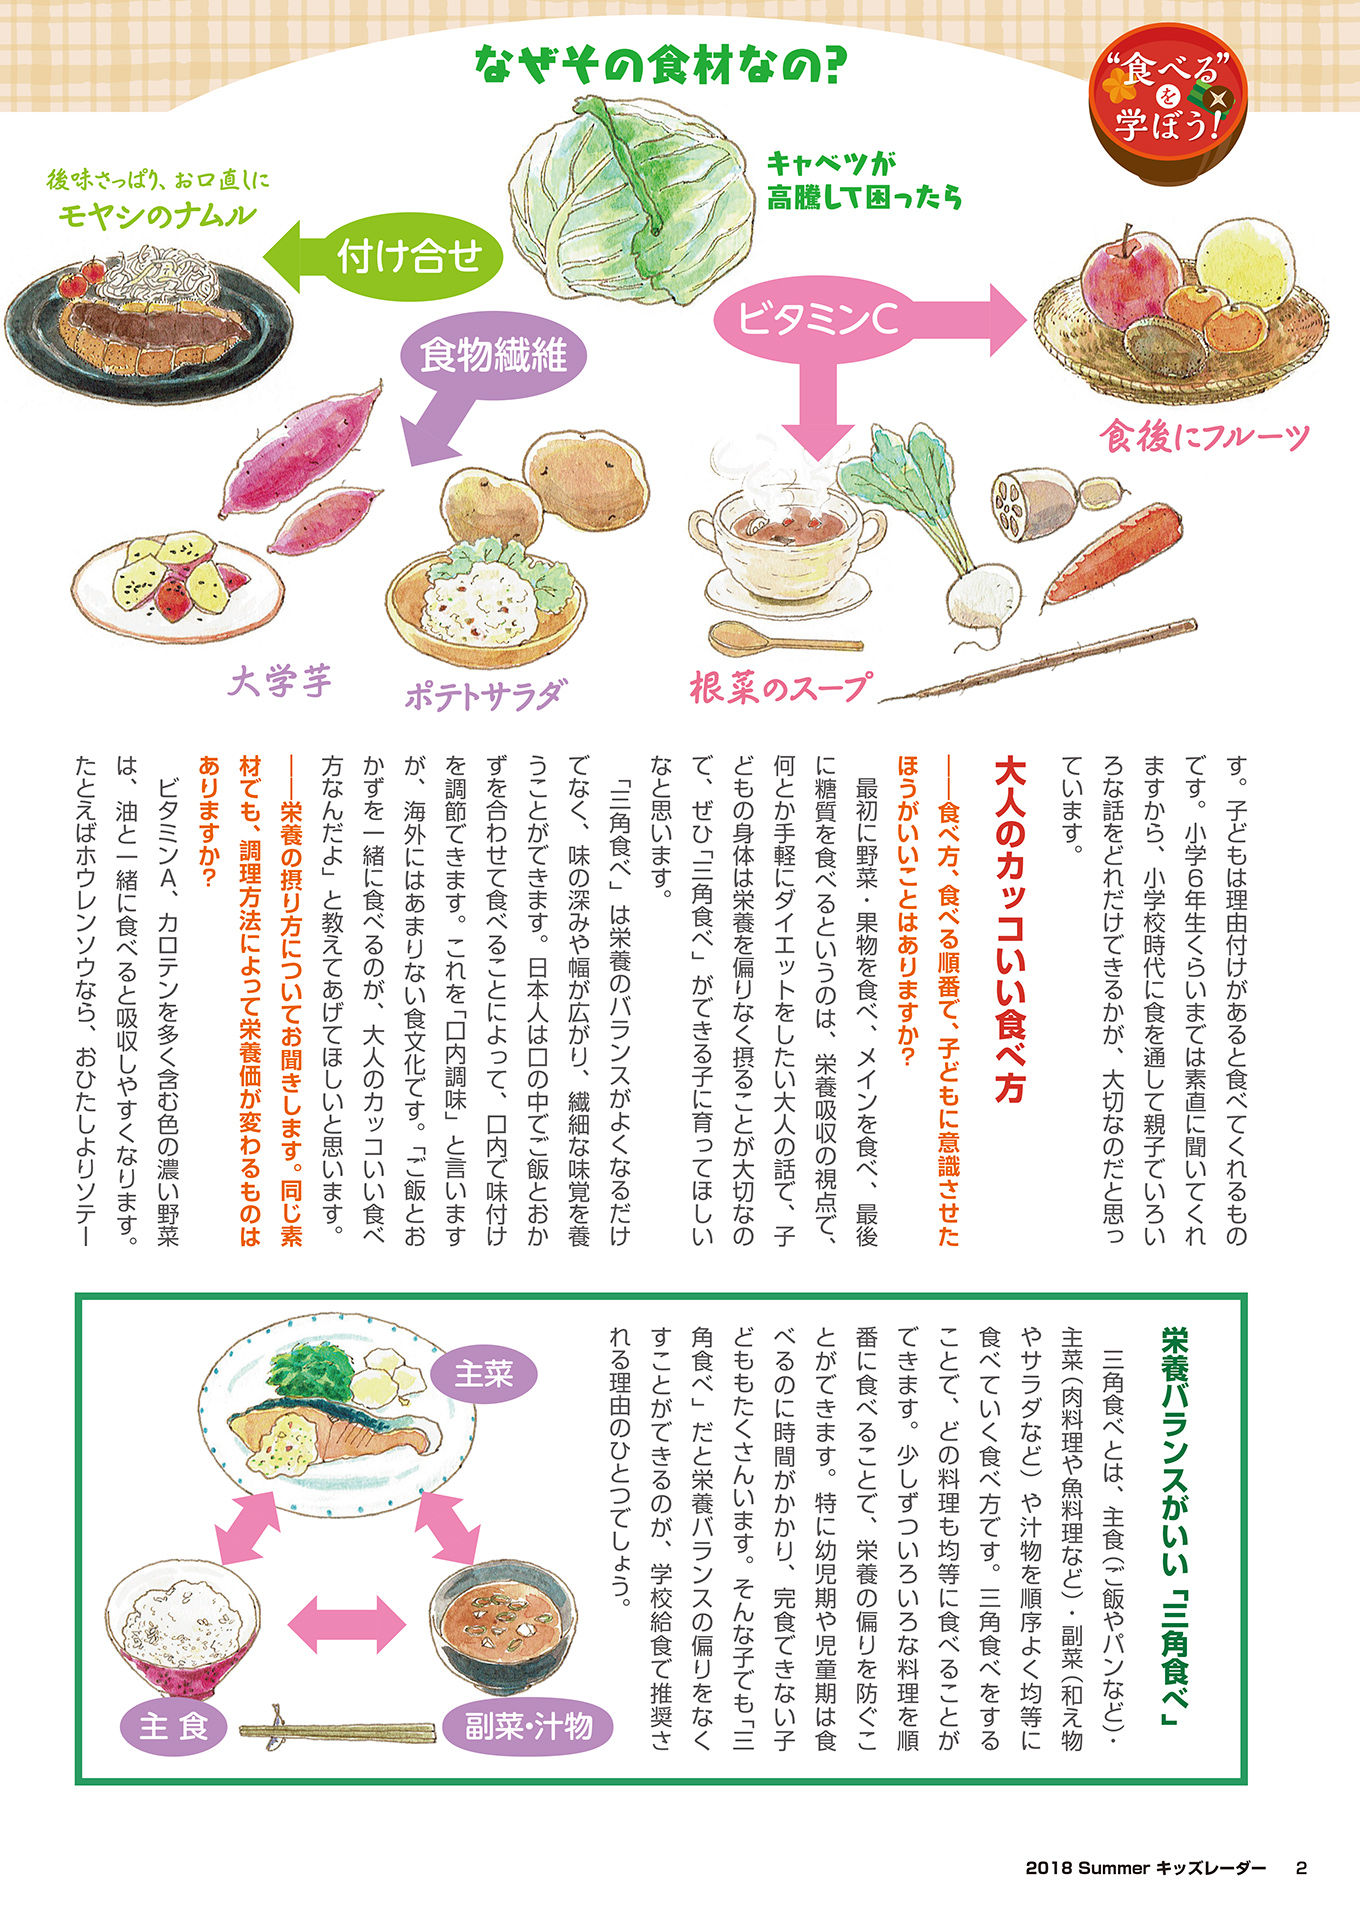 なぜその食材なの？
“食べる”
を
学ぼう！
キャベツが
高騰して困ったら
後味さっぱり、お口直しに
モヤシのナムル
付け合せ
食物繊維
ビタミンC
食後にフルーツ
大学芋
ポテトサラダ
根菜のスープ
す。子どもは理由付けがあると食べてくれるもの
です。小学6年生くらいまでは素直に聞いてくれ
ますから、小学校時代に食を通して親子でいろい
ろな話をどれだけできるかが、大切なのだと思っ
ています。
大人のカッコいい食べ方
――食べ方、食べる順番で、子どもに意識させた
ほうがいいことはありますか？
最初に野菜・果物を食べ、メインを食べ、最後
に糖質を食べるというのは、栄養吸収の視点で、
何とか手軽にダイエットをしたい大人の話で、子
どもの身体は栄養を偏りなく摂ることが大切なの
で、ぜひ「三角食べ」ができる子に育ってほしい
なと思います。
「三角食べ」は栄養のバランスがよくなるだけ
でなく、味の深みや幅が広がり、繊細な味覚を養
うことができます。日本人は口の中でご飯とおか
ずを合わせて食べることによって、口内で味付け
を調節できます。これを「口内調味」と言います
が、海外にはあまりない食文化です。「ご飯とお
かずを一緒に食べるのが、大人のカッコいい食べ
方なんだよ」と教えてあげてほしいと思います。
――栄養の摂り方についてお聞きします。同じ素
材でも、調理方法によって栄養価が変わるものは
ありますか？
ビタミンA、カロテンを多く含む色の濃い野菜
は、油と一緒に食べると吸収しやすくなります。
たとえばホウレンソウなら、おひたしよりソテー
栄養バランスがいい「三角食べ」
三角食べとは、主食（ご飯やパンなど）・
主菜（肉料理や魚料理など）・副菜（和え物
やサラダなど）や汁物を順序よく均等に
食べていく食べ方です。三角食べをする
ことで、どの料理も均等に食べることが
できます。少しずついろいろな料理を順
番に食べることで、栄養の偏りを防ぐこ
とができます。特に幼児期や児童期は食
べるのに時間がかかり、完食できない子
どももたくさんいます。そんな子でも「三
角食べ」だと栄養バランスの偏りをなく
すことができるのが、学校給食で推奨さ
れる理由のひとつでしょう。
主菜
主食
副菜・汁物
2018 Summer キッズレーダー 2